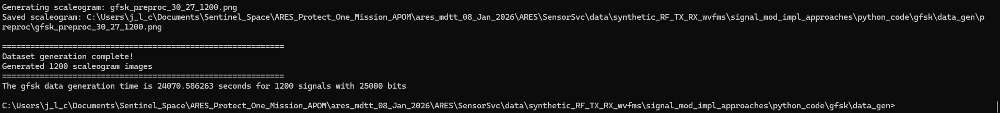 Generating scaleogram: gfsk_preproc_30_27_1200.png
Saved scaleogram: C:\Users\j_l_c\Documents\Sentinel_Space\ARES_Protect_One_Mission_APOM\ares_mdtt_08_Jan_2026\ARES\SensorSvc\data\synthetic_RF_TX_RX_wvfms\signal_mod_impl_approaches\python_code\gfsk\data_gen\p
reproc\gfsk_preproc_30_27_1200.png
============================================================
Dataset generation complete!
Generated 1200 scaleogram images
============================================================
The gfsk data generation time is 24070.586263 seconds for 1200 signals with 25000 bits
C:\Users\j_l_c\Documents\Sentinel_Space\ARES_Protect_One_Mission_APOM\ares_mdtt_08_Jan_2026\ARES\SensorSvc\data\synthetic_RF_TX_RX_wvfms\signal_mod_impl_approaches\python_code\gfsk\data_gen>